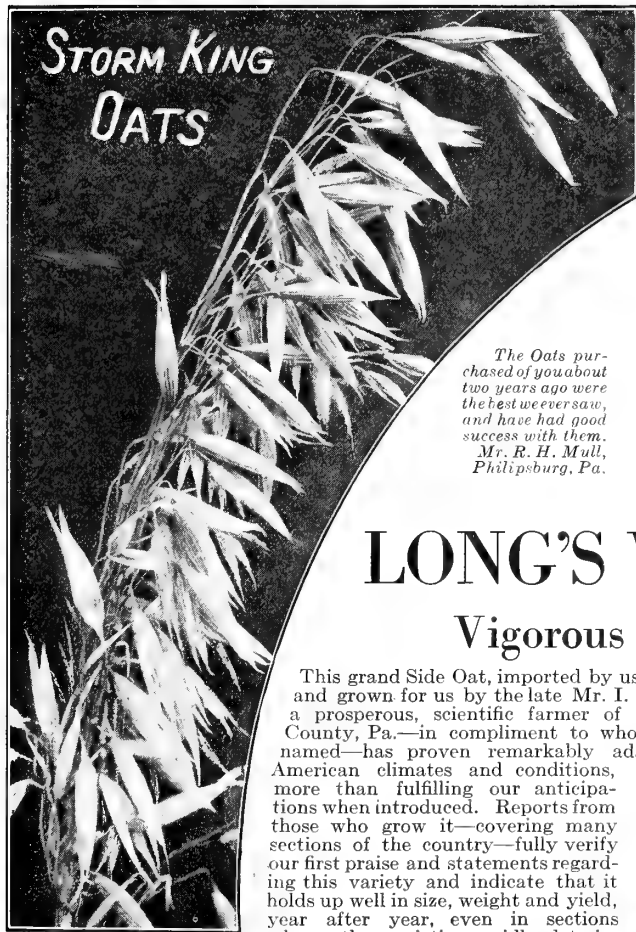 STORM KING
OATS
The Oats pur-
chased of you about
two years ago were
the best we ever saw,
and have had good
success with them.
Mr. R. H. Mull,
Philipsburg, Pa.
LONG'S
Vigorous
This grand Side Oat, imported by us
and grown for us by the late Mr. I.
a prosperous, scientific farmer of
County, Pa.—in compliment to who
named—has proven remarkably ad
American climates and conditions,
more than fulfilling our anticipa-
tions when introduced. Reports from
those who grow it—covering many
sections of the country—fully verify
our first praise and statements regard-
ing this variety and indicate that it
holds up well in size, weight and yield,
year after year, even in sections